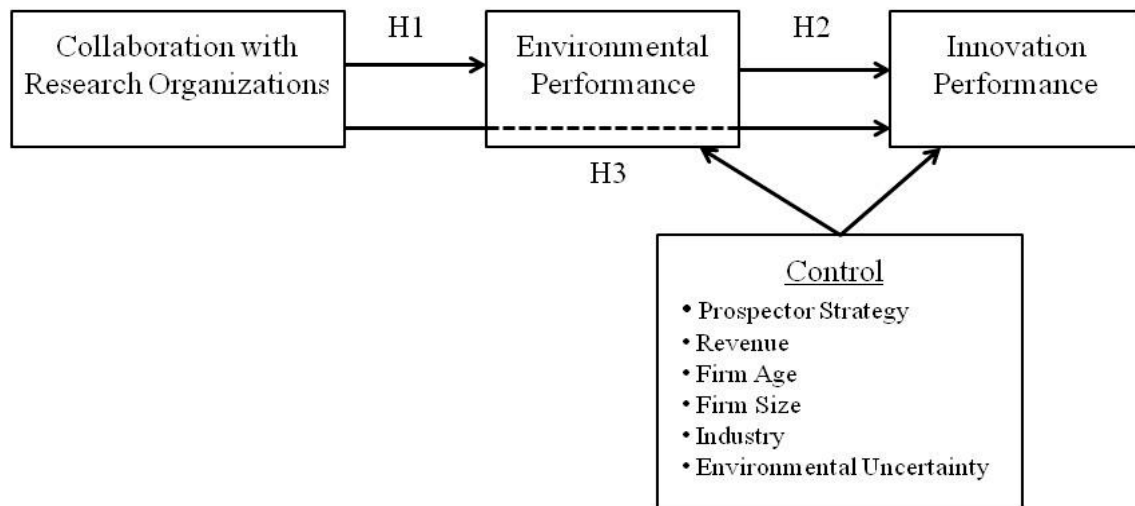 H1
H2
Collaboration with
Research Organizations
Environmental
Performance
Innovation
Performance
H3
Control
• Prospector Strategy
• Revenue
• Firm Age
• Firm Size
• Industry
• Environmental Uncertainty